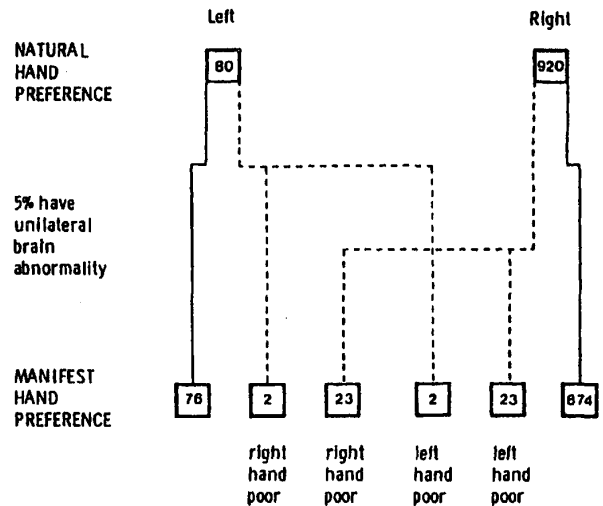 Left Right
NATURAL
HAND
PREFERENCE
80 920
5% have
unilateral
brain
abnormality
MANIFEST
HAND
PREFERENCE
76 2 23 2 23 874
right right left left
hand hand hand hand
poor poor poor poor